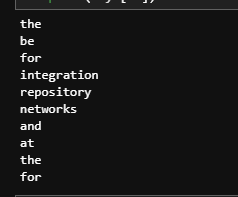 the
be
for
integration
repository
networks
and
at
the
for